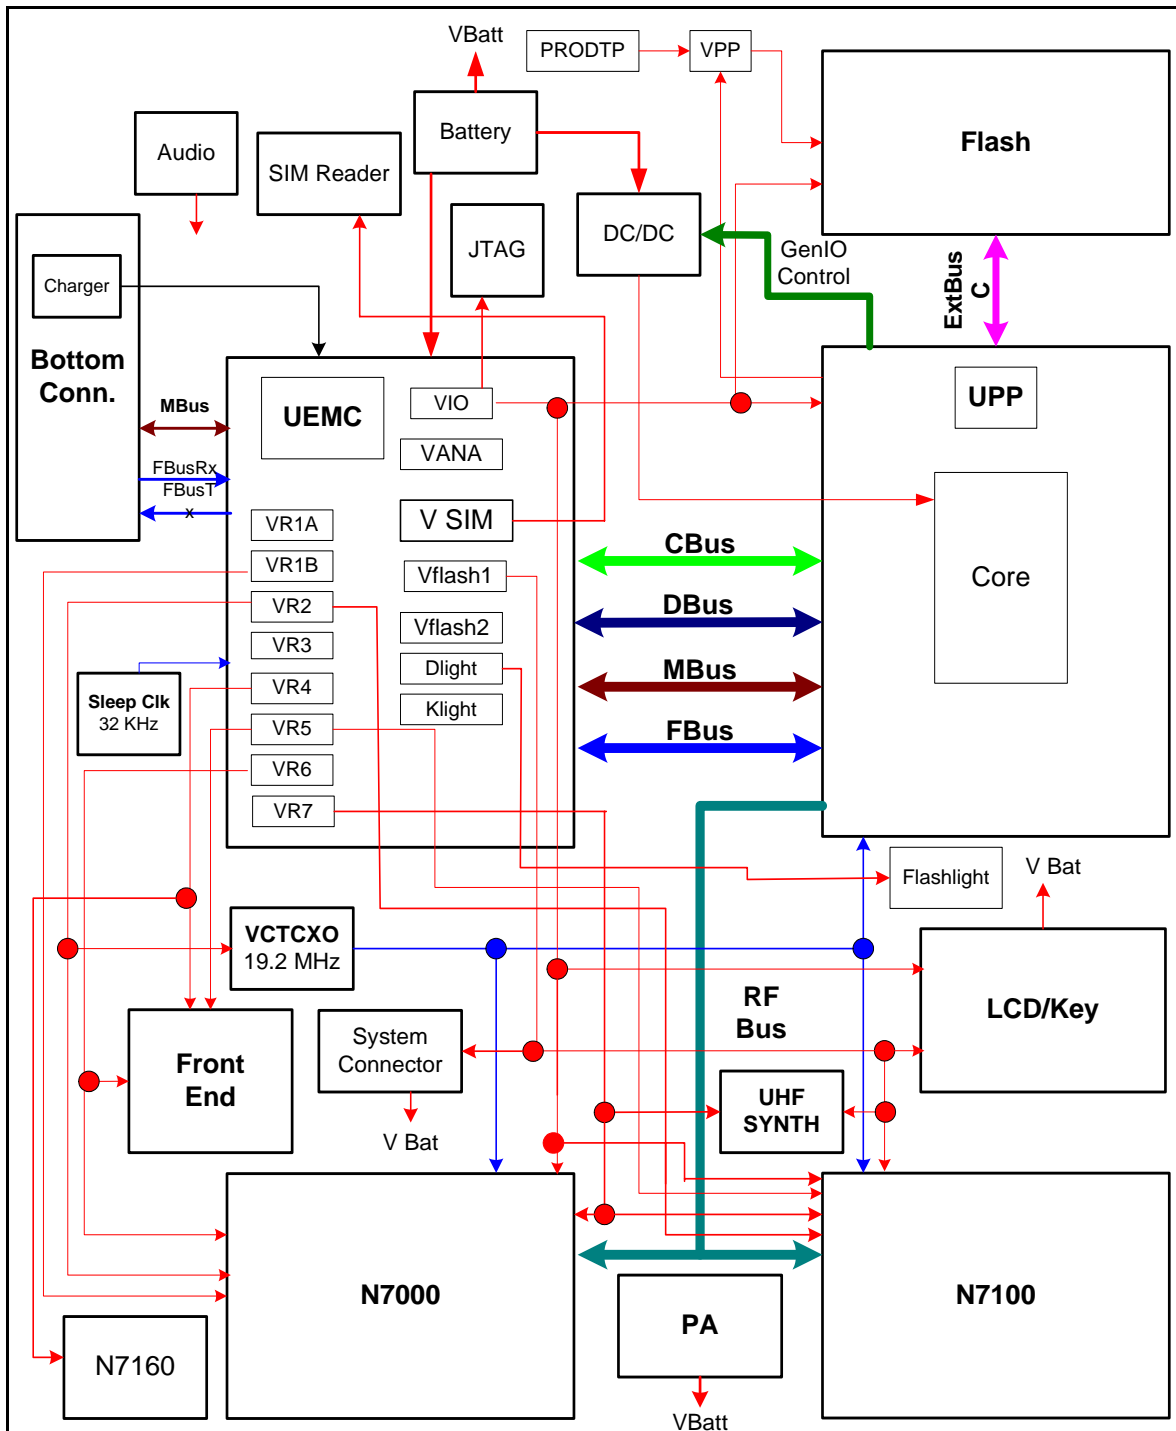 VBatt
PRODTP
VPP
Battery
Audio
SIM Reader
Flash
JTAG
DC/DC
GenIO
Control
ExtBus
C
Charger
Bottom
Conn.
MBus
FBusRx
FBusT
x
UEMC
VIO
VANA
V SIM
UPP
Core
VR1A
VR1B
VR2
VR3
VR4
VR5
VR6
VR7
Vflash1
Vflash2
Dlight
Klight
CBus
DBus
MBus
FBus
Sleep Clk
32 KHz
Flashlight
V Bat
VCTCXO
19.2 MHz
RF
Bus
LCD/Key
Front
End
System
Connector
V Bat
UHF
SYNTH
N7000
N7100
PA
N7160
VBatt